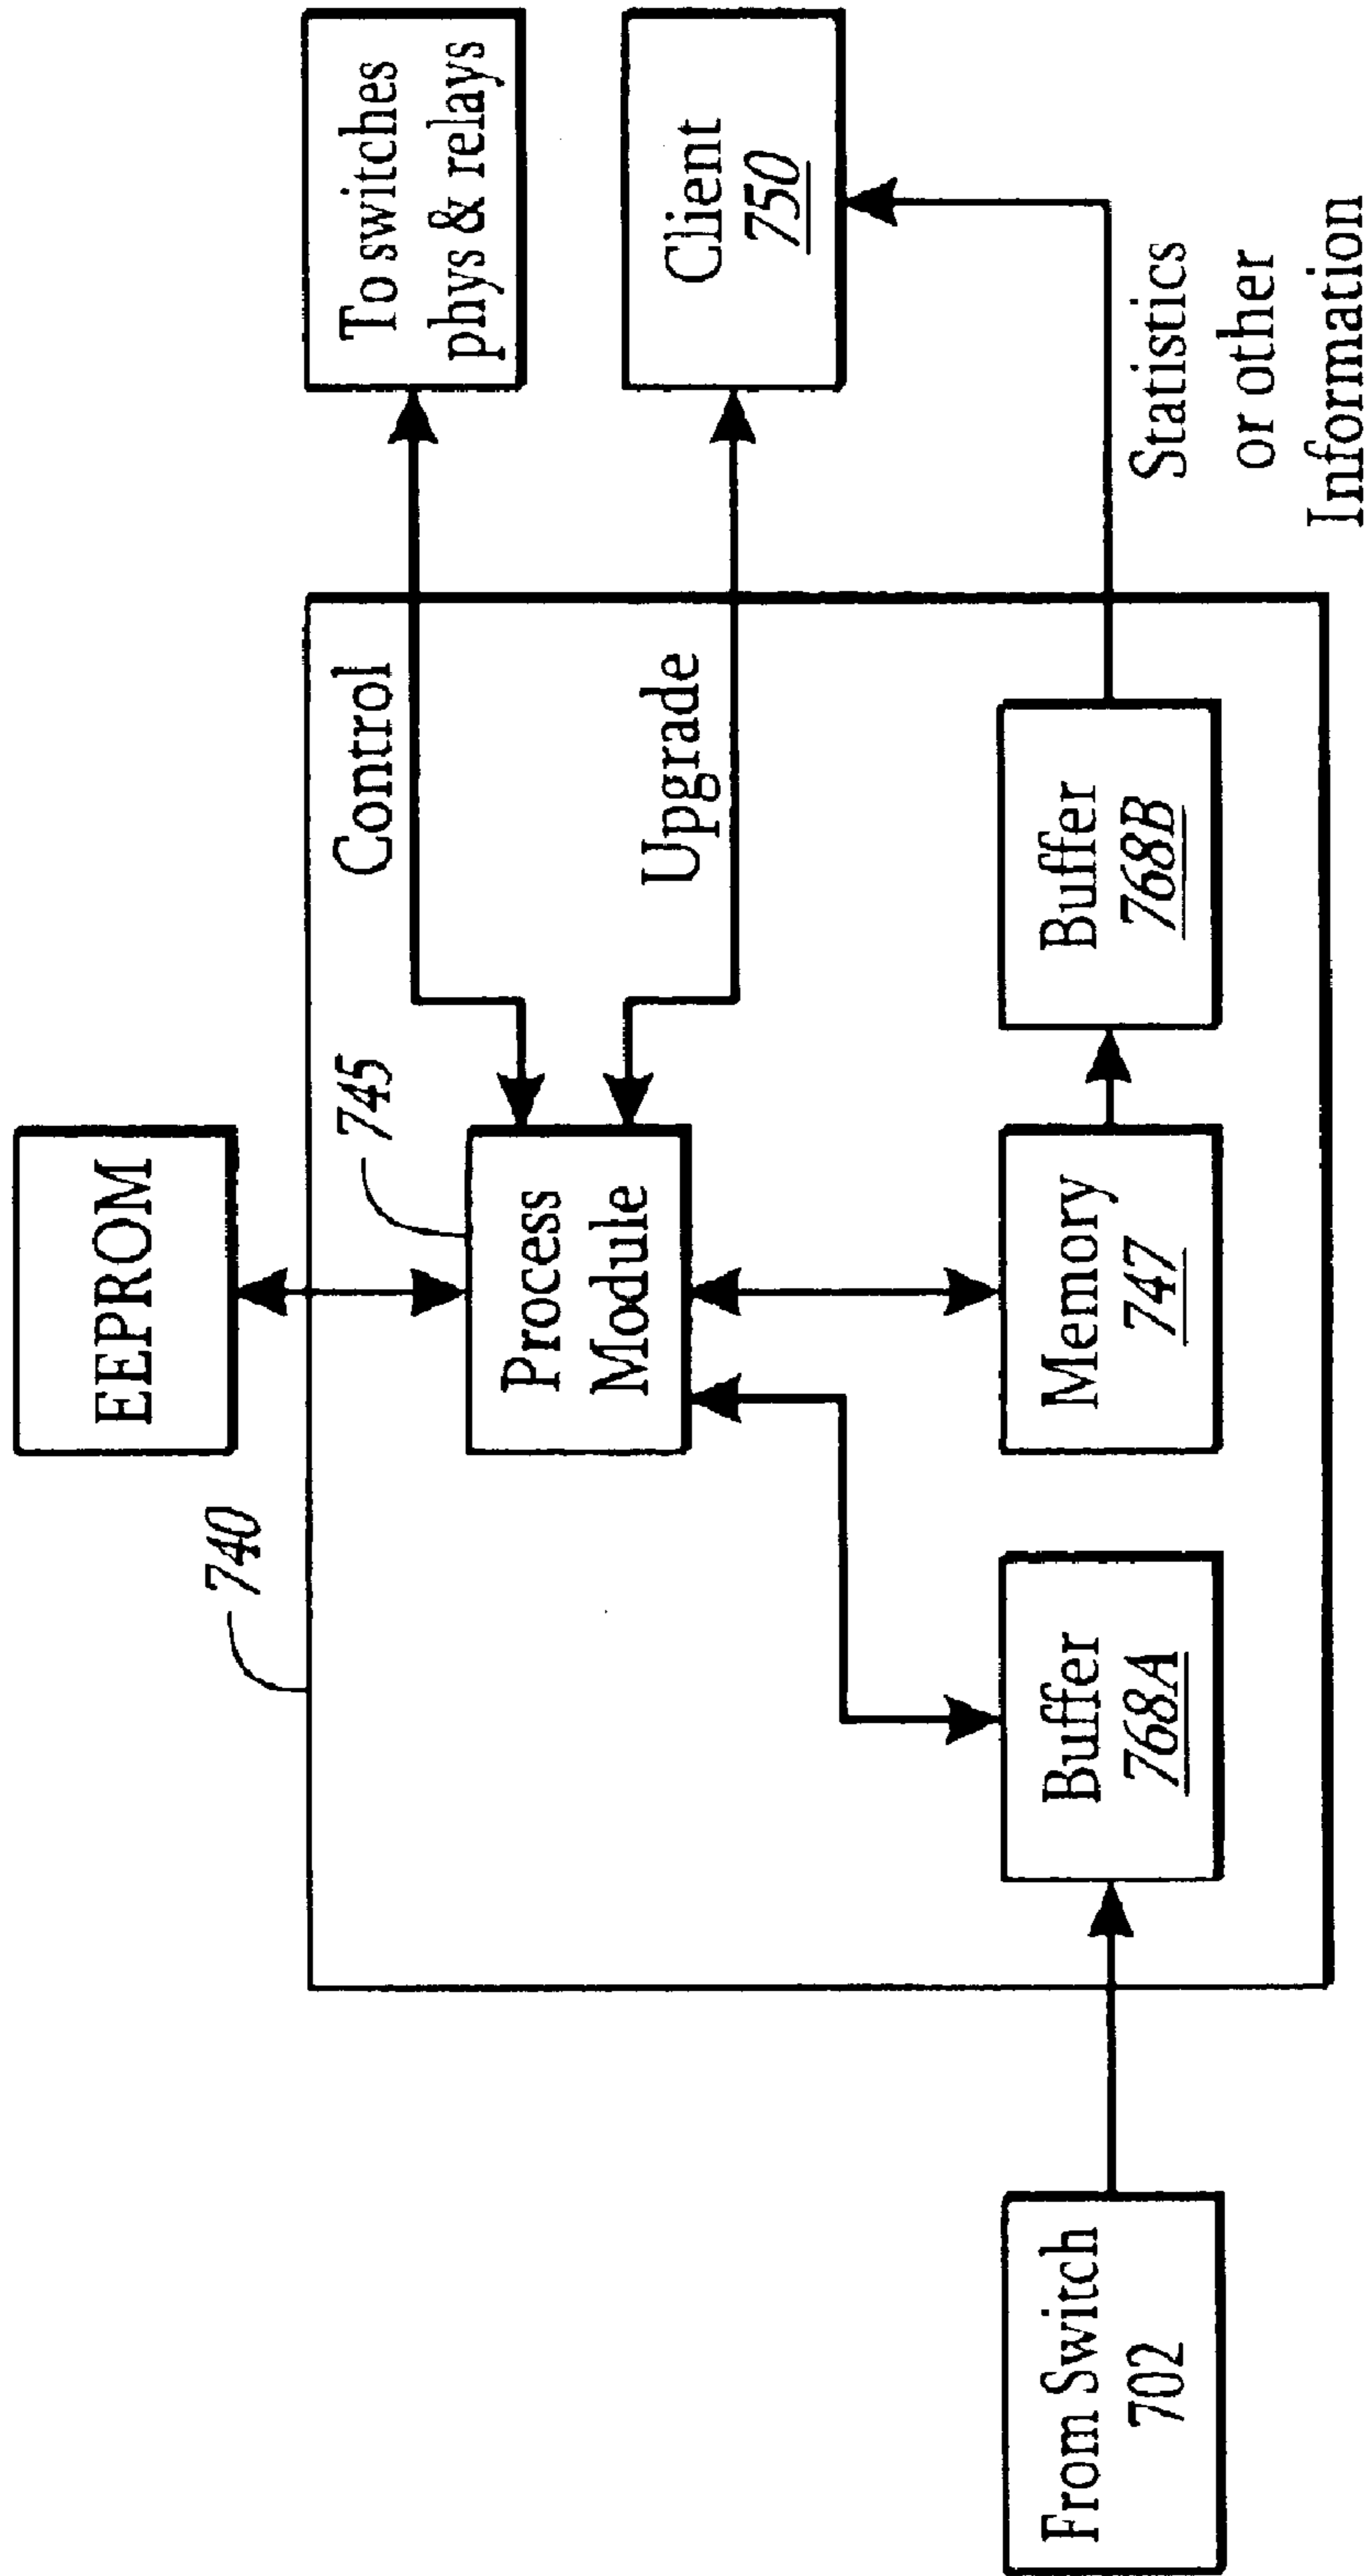 EEPROM
740
745
Control
To switches
phys & relays
Process
Module
Upgrade
Client
750
From Switch
702
Buffer
768A
Memory
747
Buffer
768B
Statistics
or other
Information